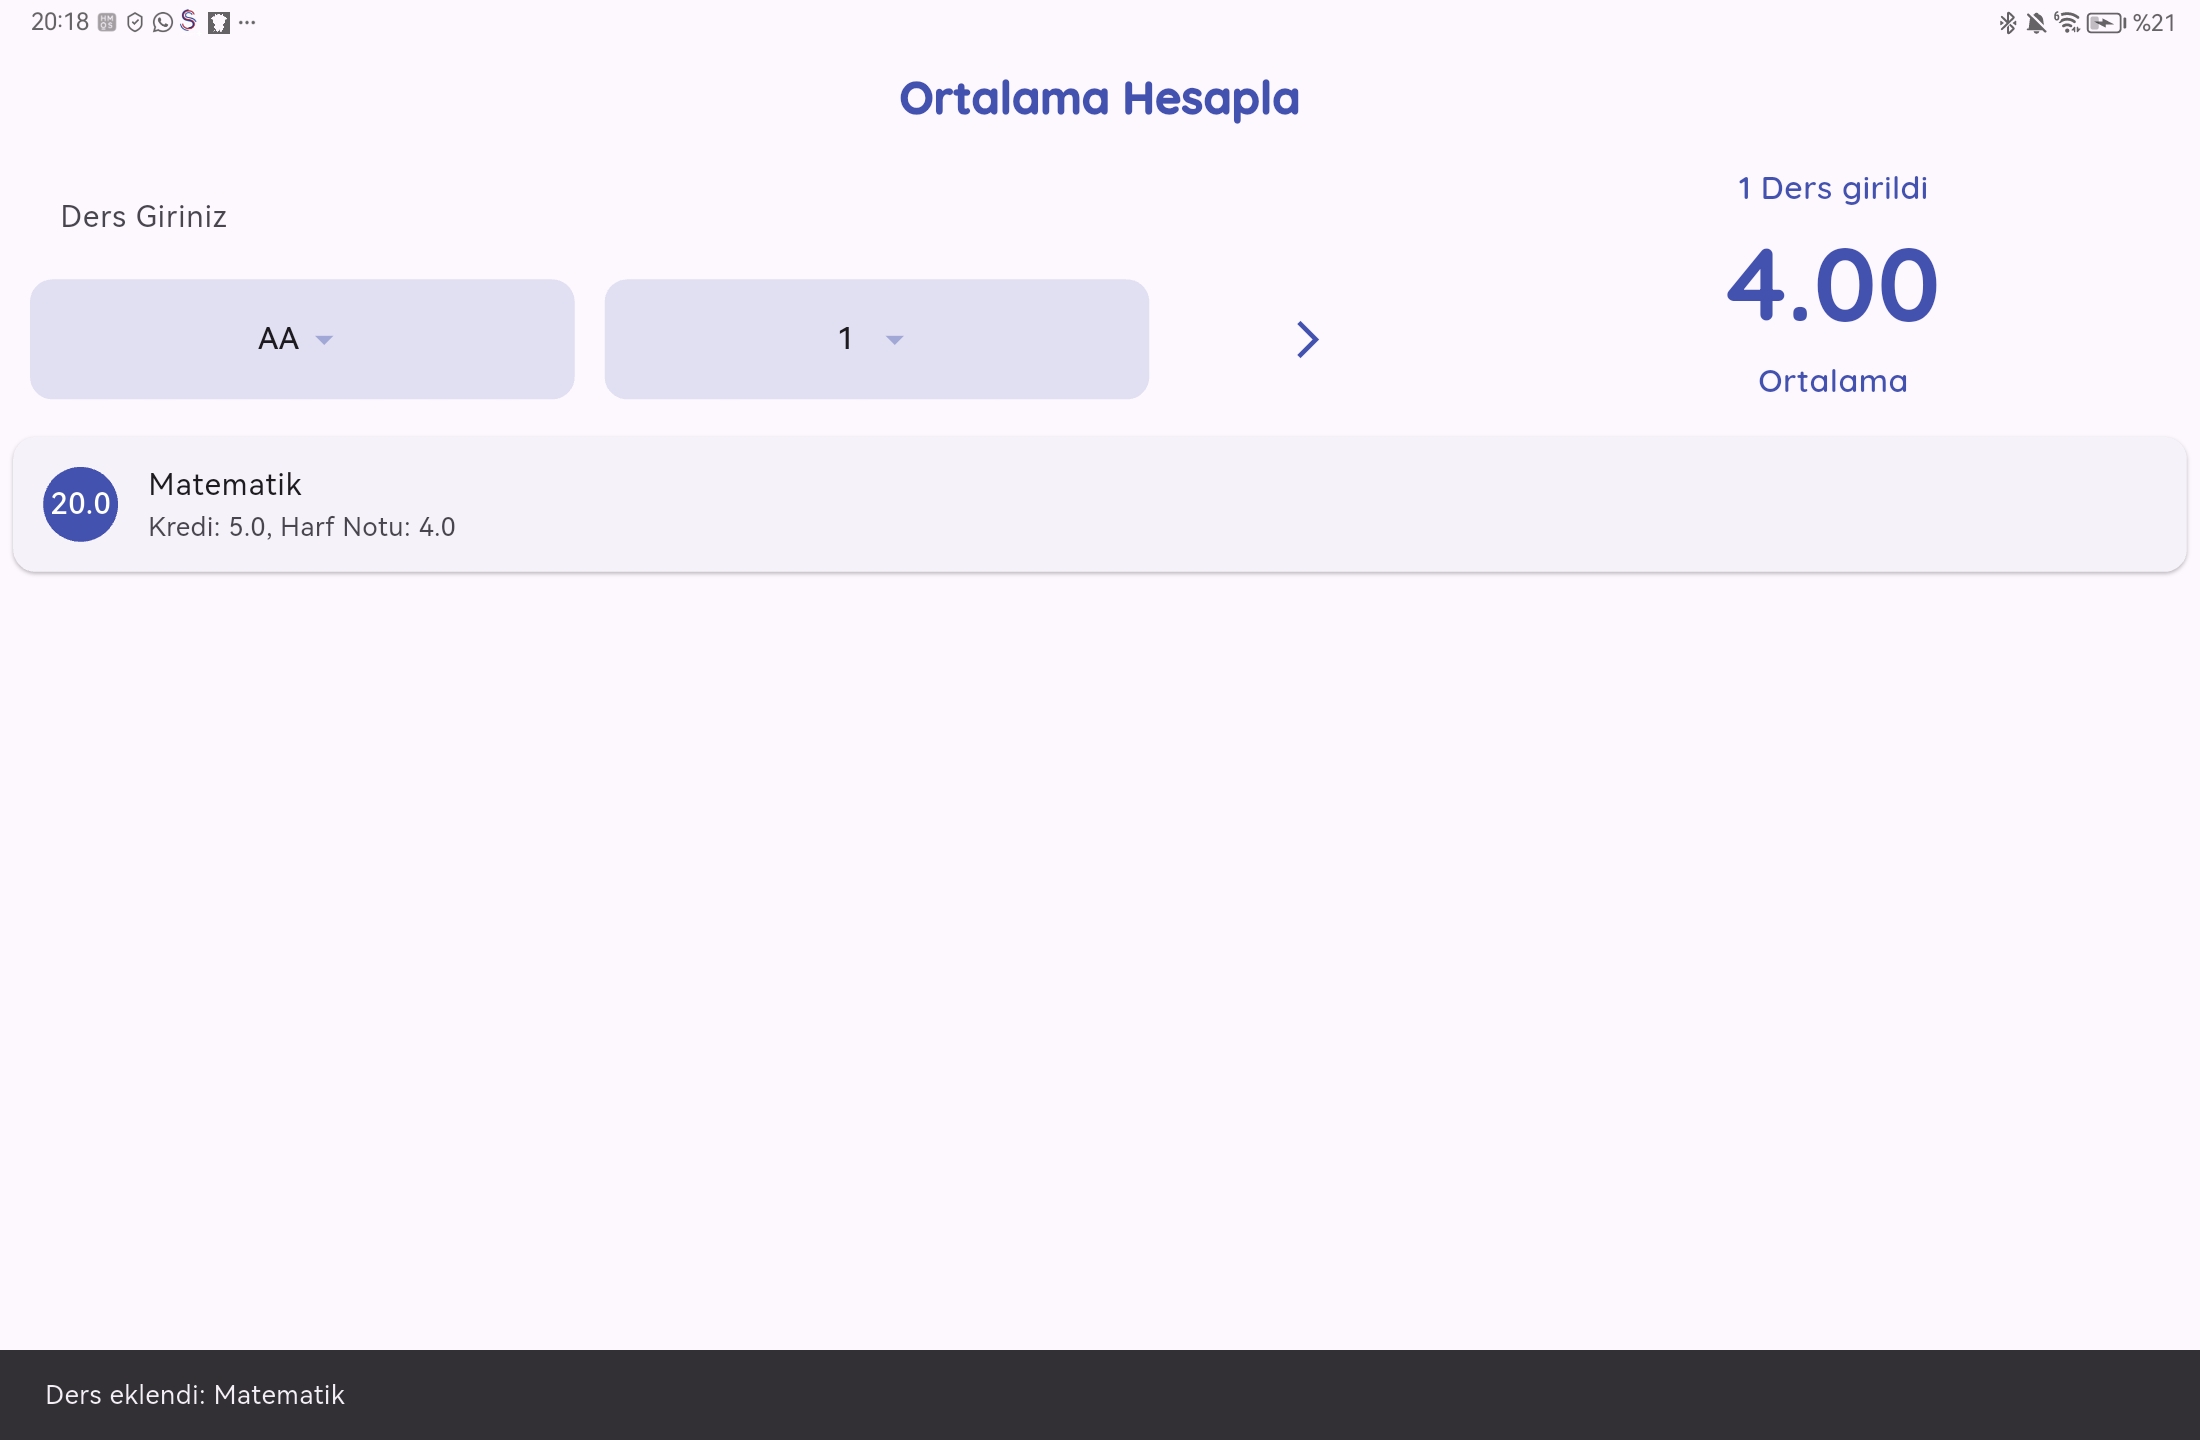 20:18
%21
Ortalama Hesapla
Ders Giriniz
AA
1
1 Ders girildi
4.00
Ortalama
20.0
Matematik
Kredi: 5.0, Harf Notu: 4.0
Ders eklendi: Matematik